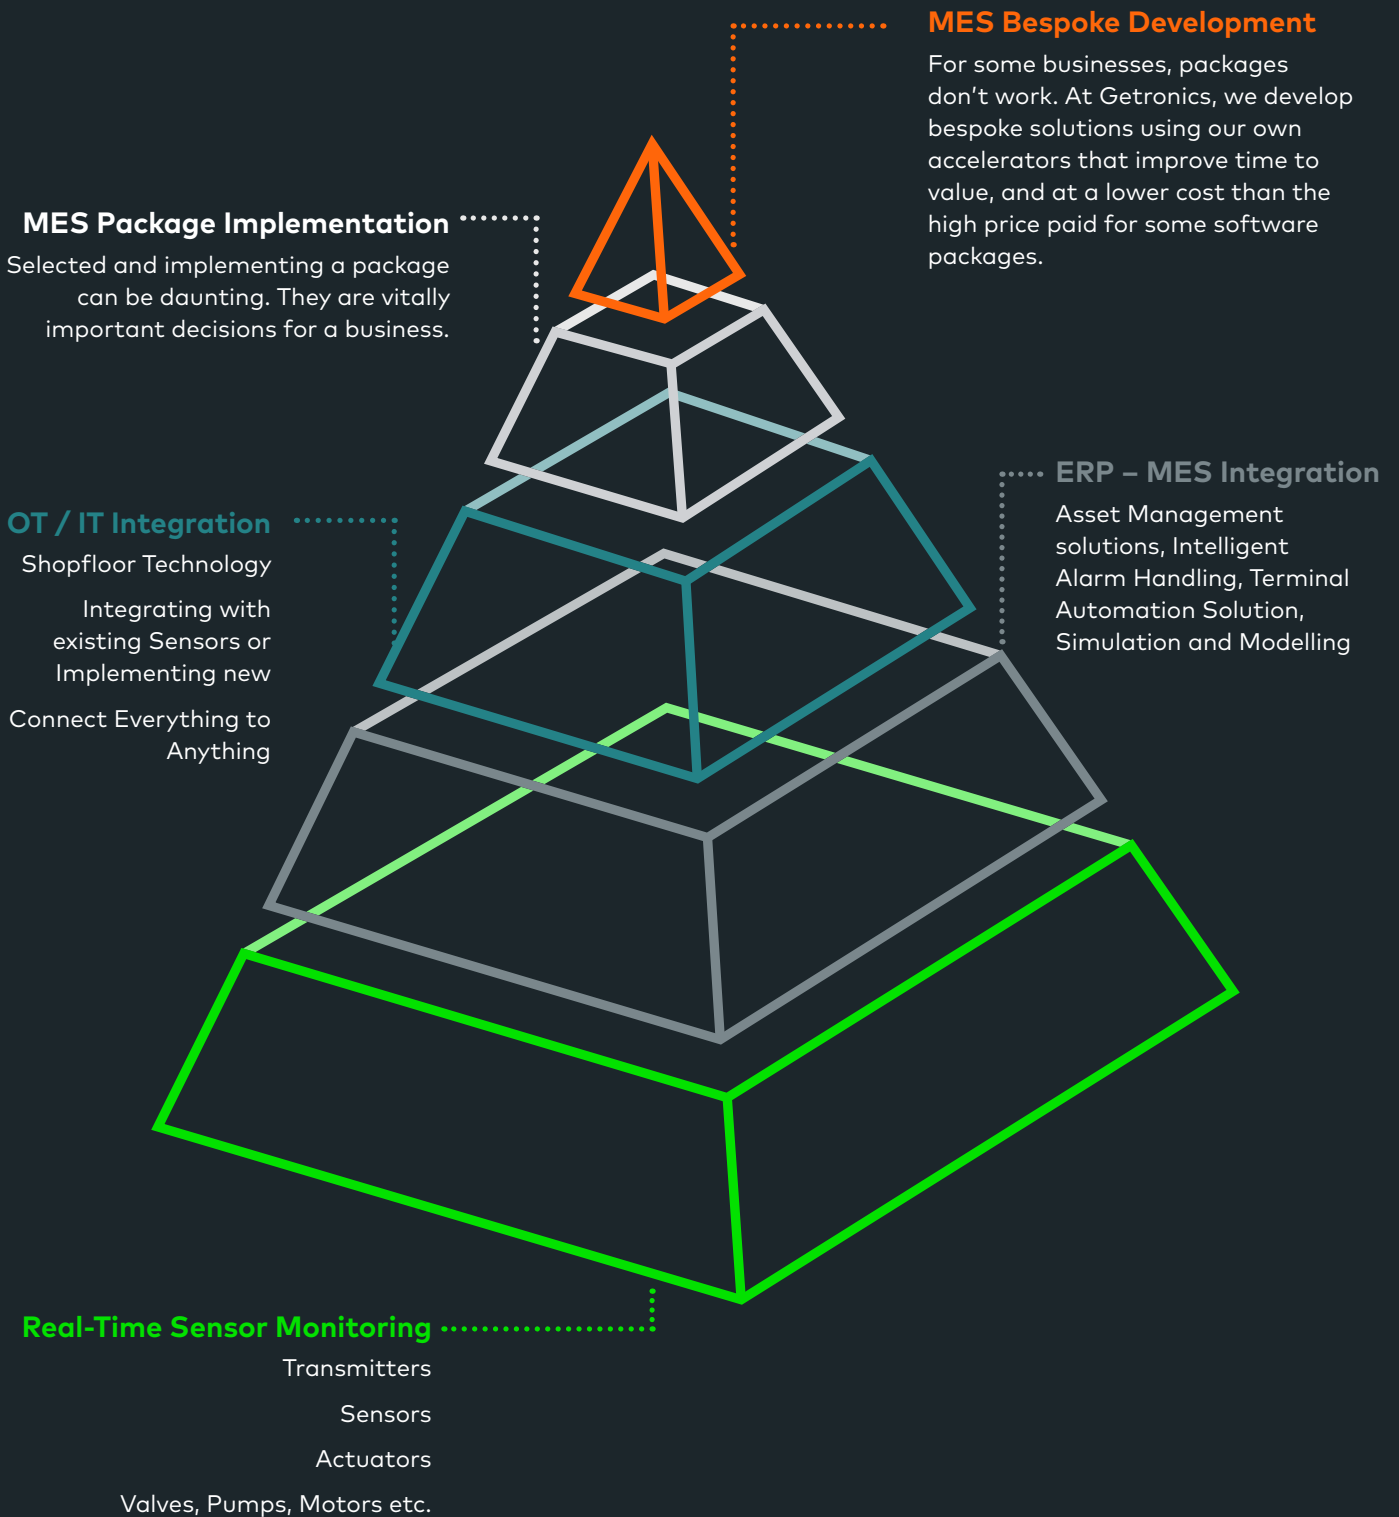 MES Bespoke Development
For some businesses, packages
don’t work. At Getronics, we develop
bespoke solutions using our own
accelerators that improve time to
value, and at a lower cost than the
high price paid for some software
packages.
MES Package Implementation
Selected and implementing a package
can be daunting. They are vitally
important decisions for a business.
ERP – MES Integration
Asset Management
solutions, Intelligent
Alarm Handling, Terminal
Automation Solution,
Simulation and Modelling
OT / IT Integration
Shopfloor Technology
Integrating with
existing Sensors or
Implementing new
Connect Everything to
Anything
Real-Time Sensor Monitoring
Transmitters
Sensors
Actuators
Valves, Pumps, Motors etc.